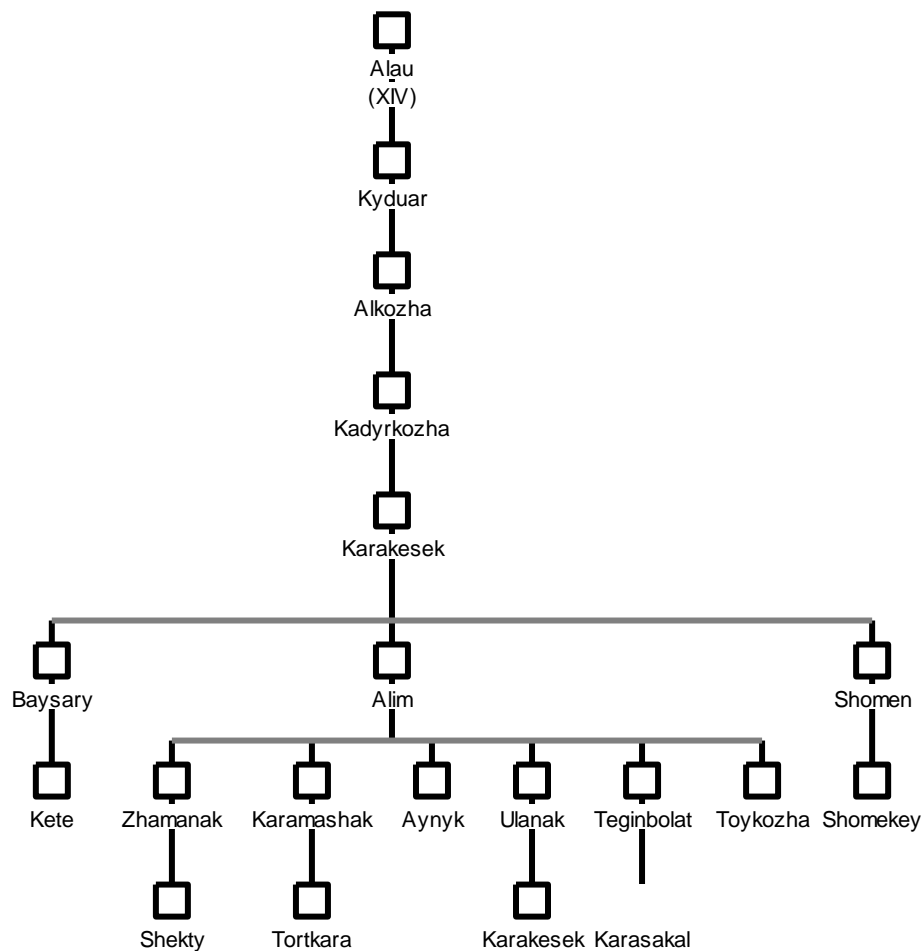 Alau
(XIV)
Kyduar
Alkozha
Kadyrkozha
Karakesek
Baysary Alim Shomen
Kete Zhamanak Karamashak Aynyk Ulanak Teginbolat Toykozha Shomekey
Shekty Tortkara Karakesek Karasakal